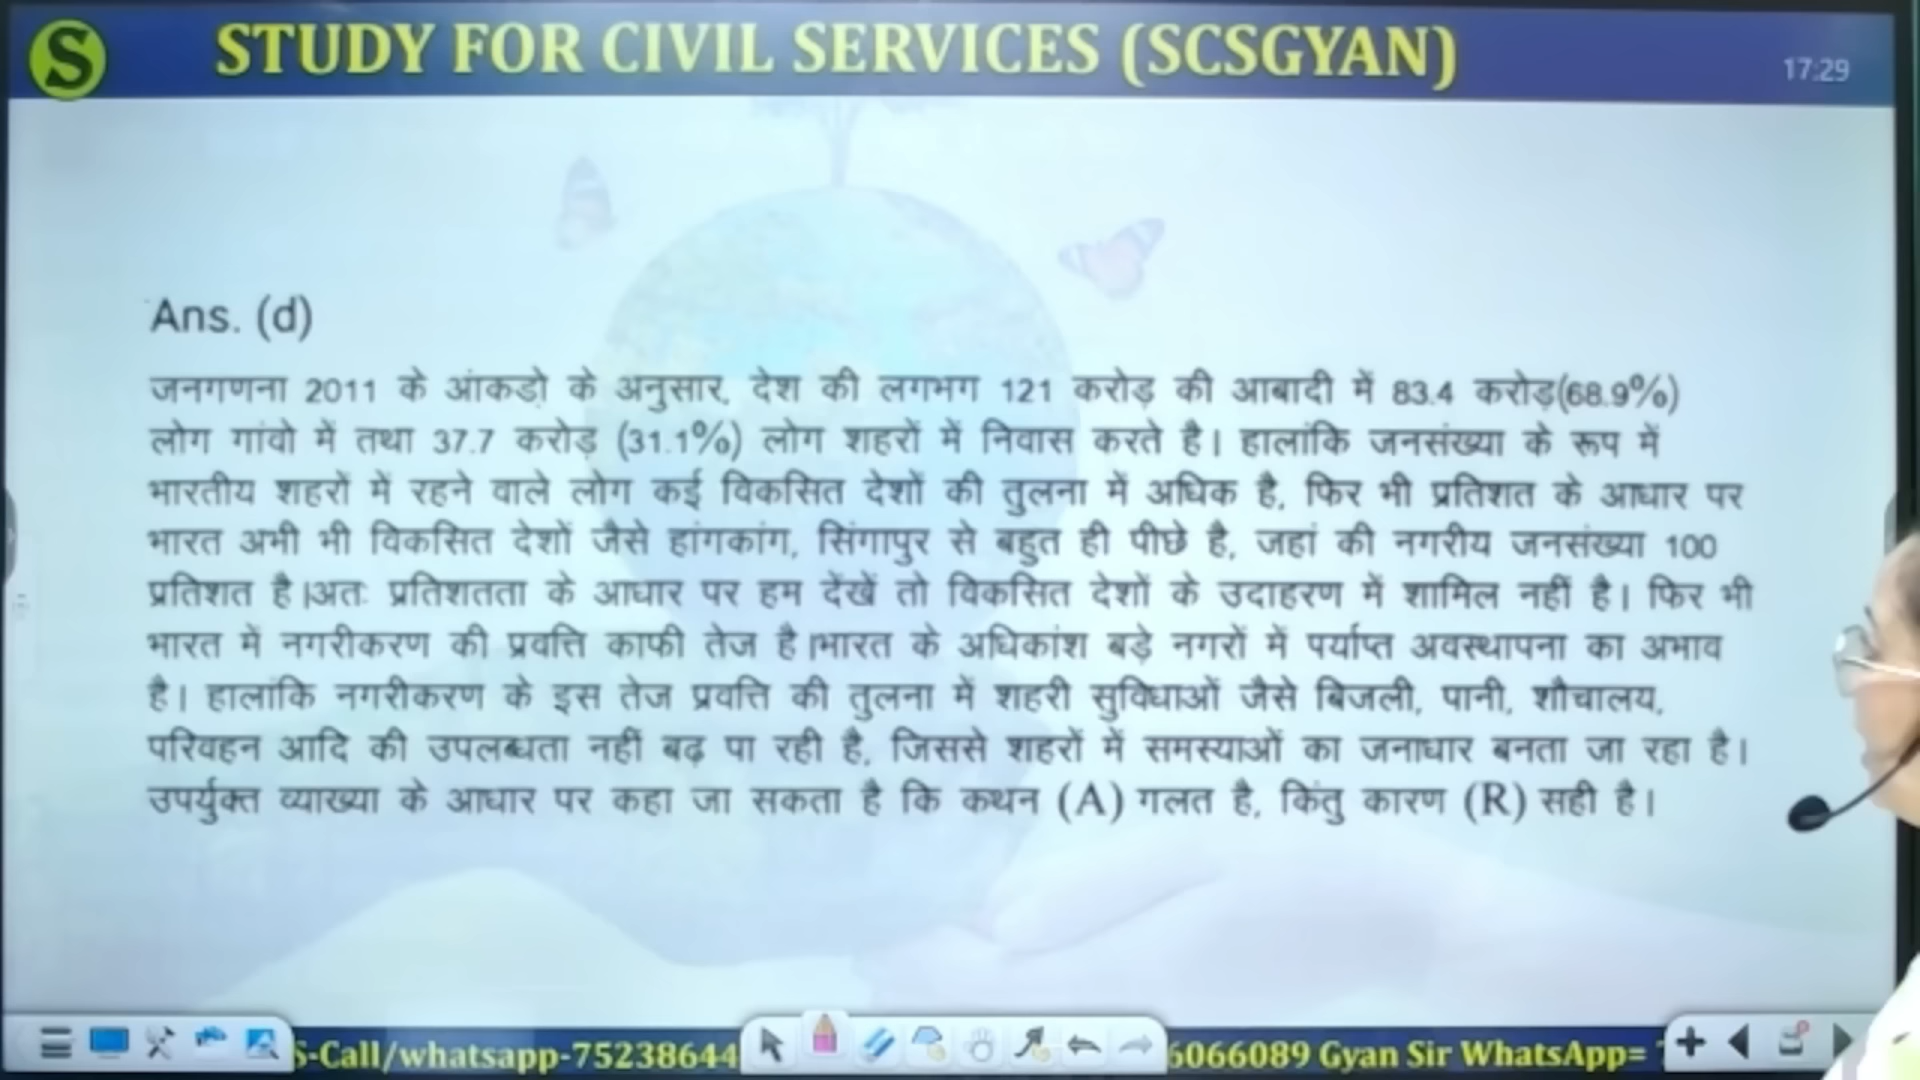 S
STUDY FOR CIVIL SERVICES (SCSGYAN)
17:29
Ans. (d)
जनगणना 2011 के आंकडो़ के अनुसार, देश की लगभग 121 करोड़ की आबादी में 83.4 करोड़(68.9%)
लोग गांवो में तथा 37.7 करोड़ (31.1%) लोग शहरों में निवास करते है। हालांकि जनसंख्या के रूप में
भारतीय शहरों में रहने वाले लोग कई विकसित देशों की तुलना में अधिक है, फिर भी प्रतिशत के आधार पर
भारत अभी भी विकसित देशों जैसे हांगकांग, सिंगापुर से बहुत ही पीछे है, जहां की नगरीय जनसंख्या 100
प्रतिशत है।अतः प्रतिशतता के आधार पर हम देंखें तो विकसित देशों के उदाहरण में शामिल नहीं है। फिर भी
भारत में नगरीकरण की प्रवत्ति काफी तेज है।भारत के अधिकांश बड़े नगरों में पर्याप्त अवस्थापना का अभाव
है। हालांकि नगरीकरण के इस तेज प्रवत्ति की तुलना में शहरी सुविधाओं जैसे बिजली, पानी, शौचालय,
परिवहन आदि की उपलब्धता नहीं बढ़ पा रही है, जिससे शहरों में समस्याओं का जनाधार बनता जा रहा है।
उपर्युक्त व्याख्या के आधार पर कहा जा सकता है कि कथन (A) गलत है, किंतु कारण (R) सही है।
S-Call/whatsapp-75238644 6066089 Gyan Sir WhatsApp=